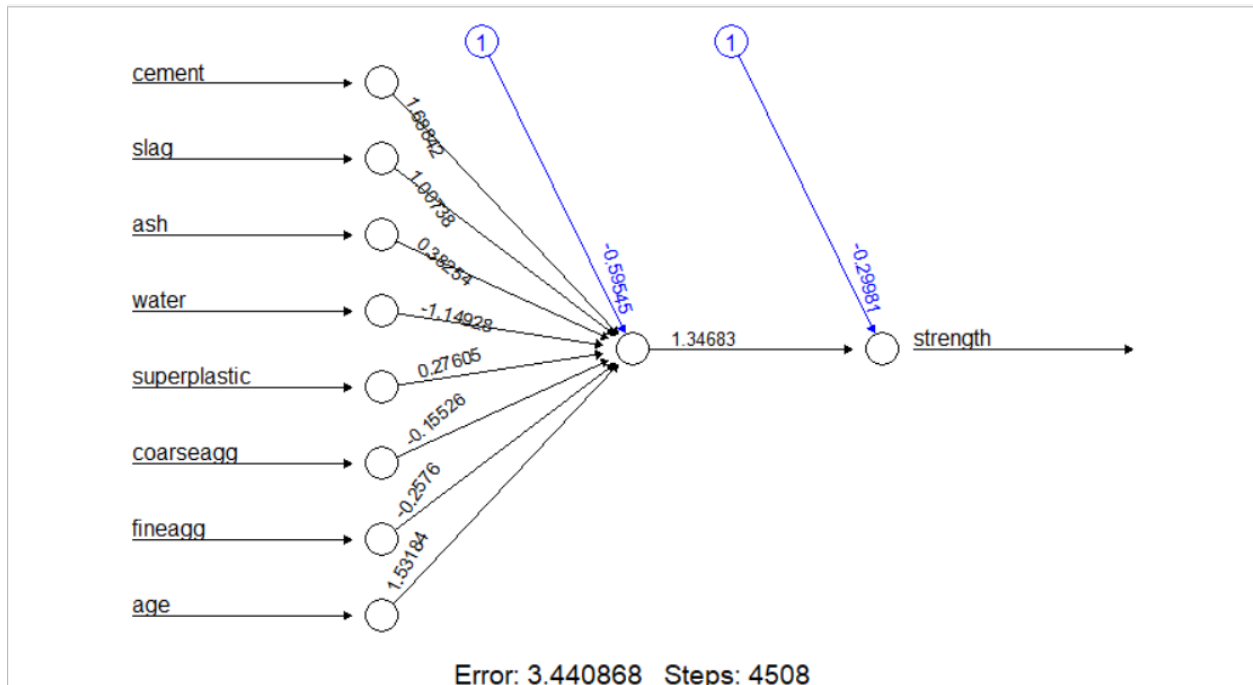 1
1
cement
1.69842
slag
1.00738
ash
0.38254
water
-1.14928
superplastic
0.27605
coarseagg
-0.15526
fineagg
-0.2576
age
1.53184
-0.59545
1.34683
-0.29981
strength
Error: 3.440868 Steps: 4508